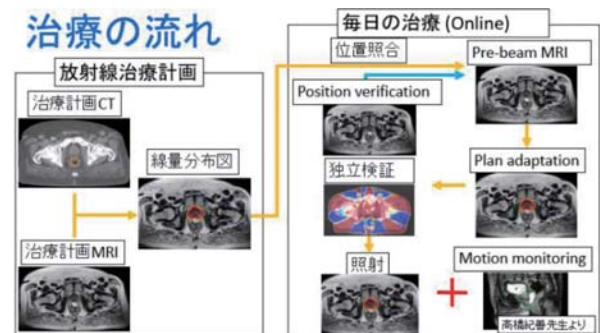 治療の流れ
放射線治療計画
治療計画CT
線量分布図
治療計画MRI
毎日の治療 (Online)
位置照合
Pre-beam MRI
Position verification
Plan adaptation
独立検証
照射
Motion monitoring
高橋紀善先生より